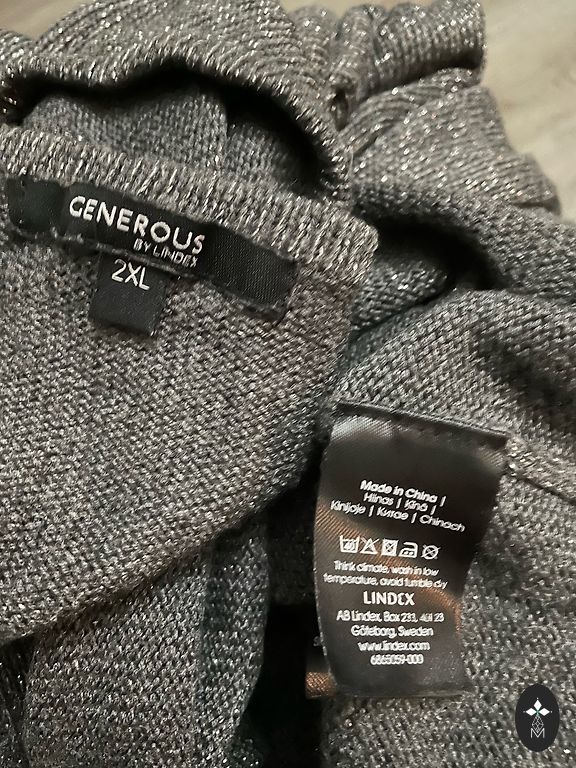 GENEROUS
BY LINDEX
2XL
Made in China |
Hiinas | Ķīnā |
Kinijoje | Китае | Chinach
Think climate, wash in low
temperature, avoid tumble dry
LINDEX
AB Lindex, Box 233, 401 23
Göteborg, Sweden
www.lindex.com
6865059-000
M